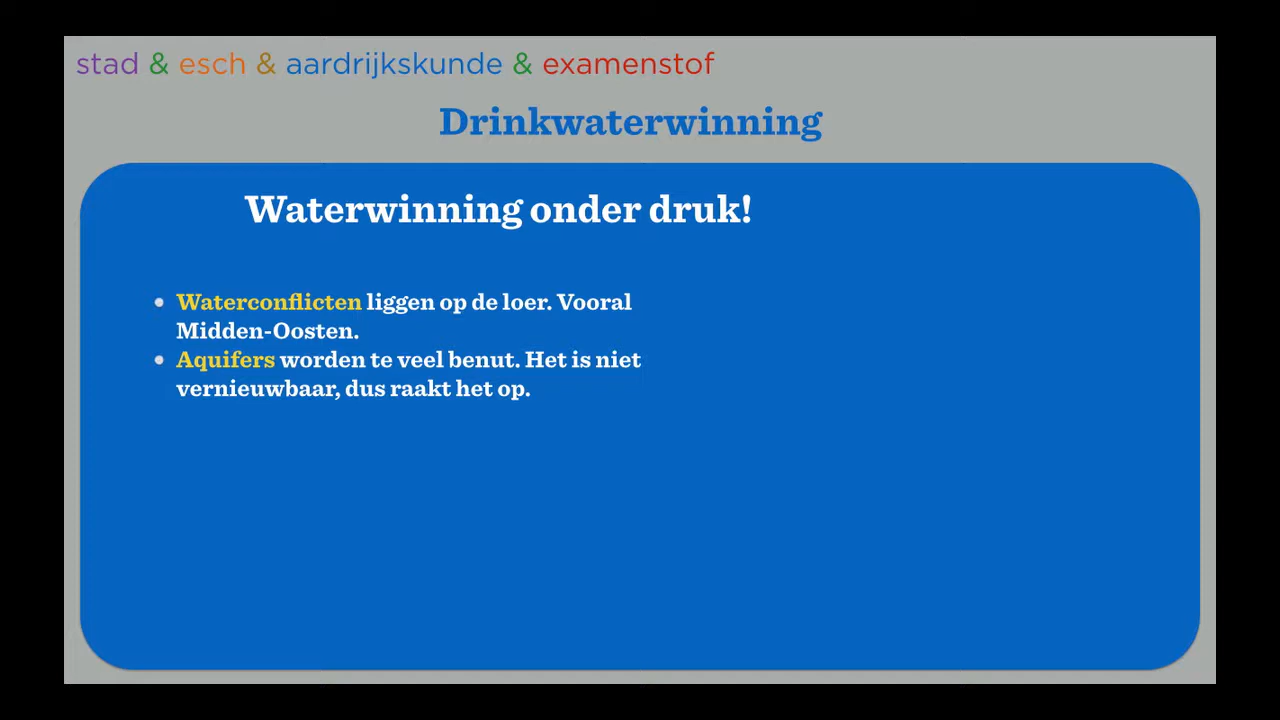 stad & esch & aardrijkskunde & examenstof
Drinkwaterwinning
Waterwinning onder druk!
• Waterconflicten liggen op de loer. Vooral
Midden-Oosten.
• Aquifers worden te veel benut. Het is niet
vernieuwbaar, dus raakt het op.